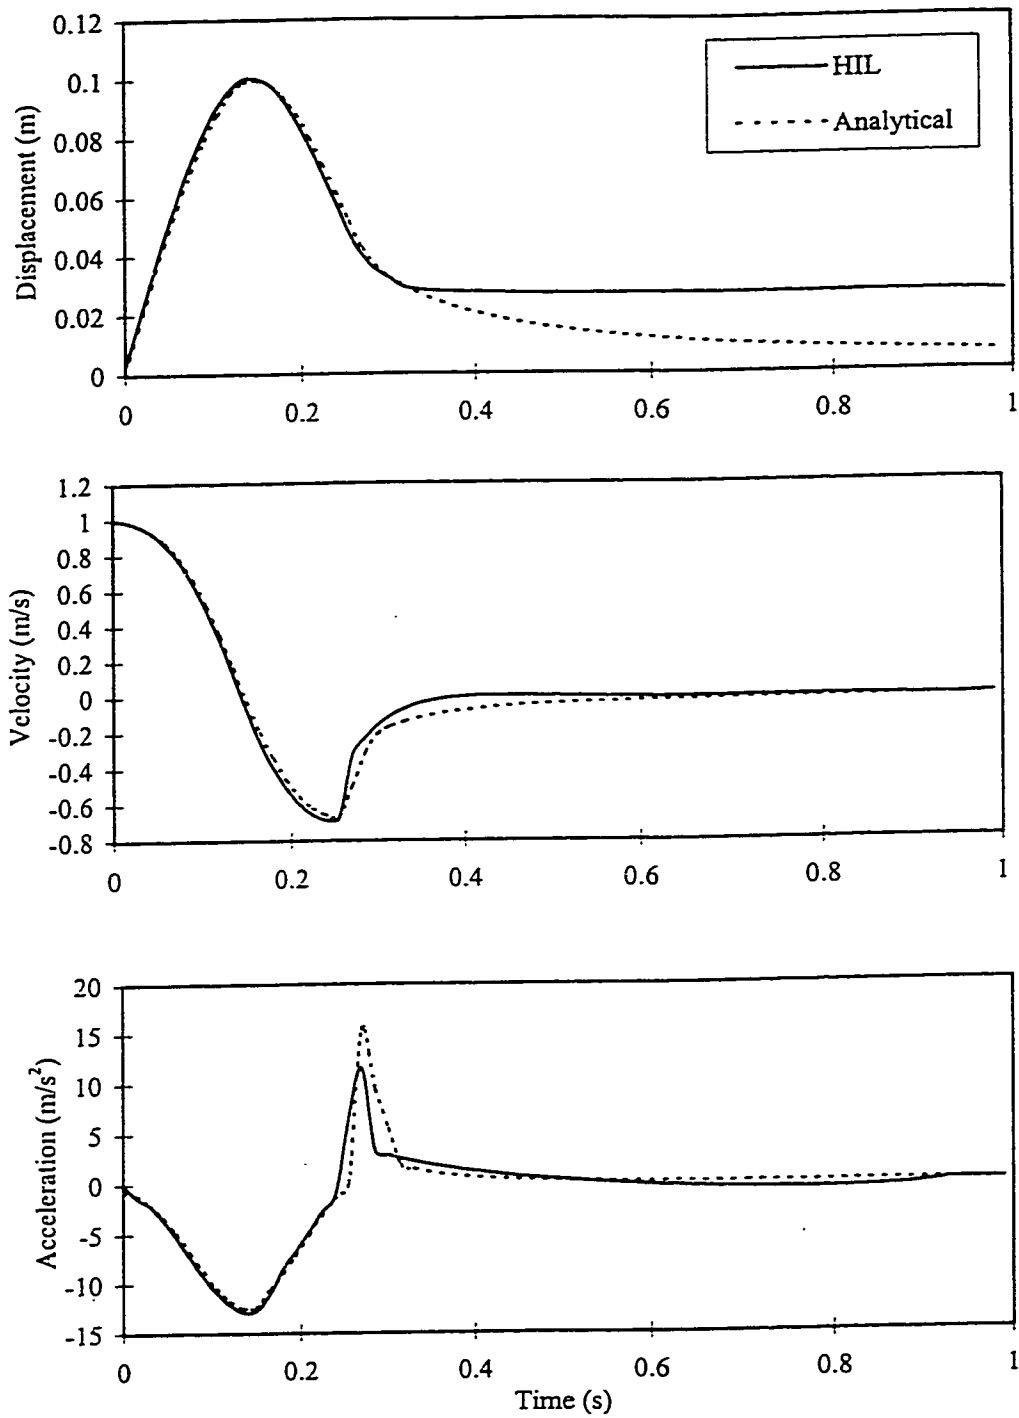 0.12
0.1
0.08
0.06
0.04
0.02
0
Displacement (m)
HIL
Analytical
0 0.2 0.4 0.6 0.8 1
1.2
1
0.8
0.6
0.4
0.2
0
-0.2
-0.4
-0.6
-0.8
Velocity (m/s)
0 0.2 0.4 0.6 0.8 1
20
15
10
5
0
-5
-10
-15
Acceleration (m/s²)
0 0.2 0.4 0.6 0.8 1
Time (s)